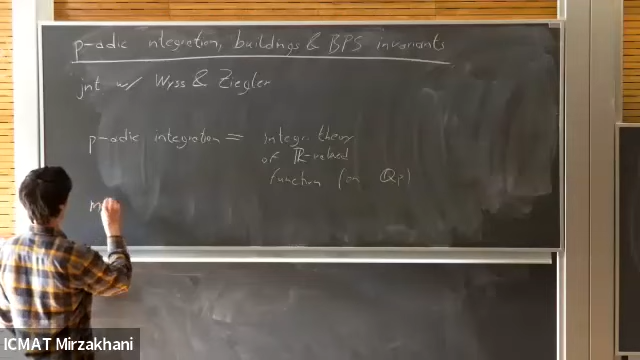 p-adic integration, buildings & BPS invariants
jnt w/ Wyss & Ziegler
p-adic integration = integr. theory
of ℝ-valued
function (on ℚp)
m
ICMAT Mirzakhani